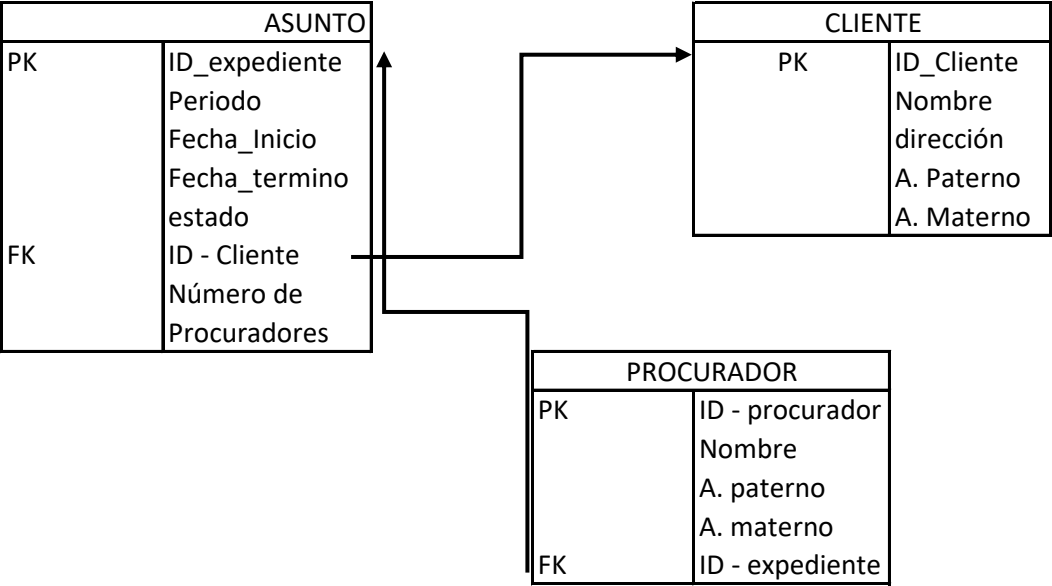 ASUNTO
PK ID_expediente
Periodo
Fecha_Inicio
Fecha_termino
estado
FK ID - Cliente
Número de
Procuradores
CLIENTE
PK ID_Cliente
Nombre
dirección
A. Paterno
A. Materno
PROCURADOR
PK ID - procurador
Nombre
A. paterno
A. materno
FK ID - expediente